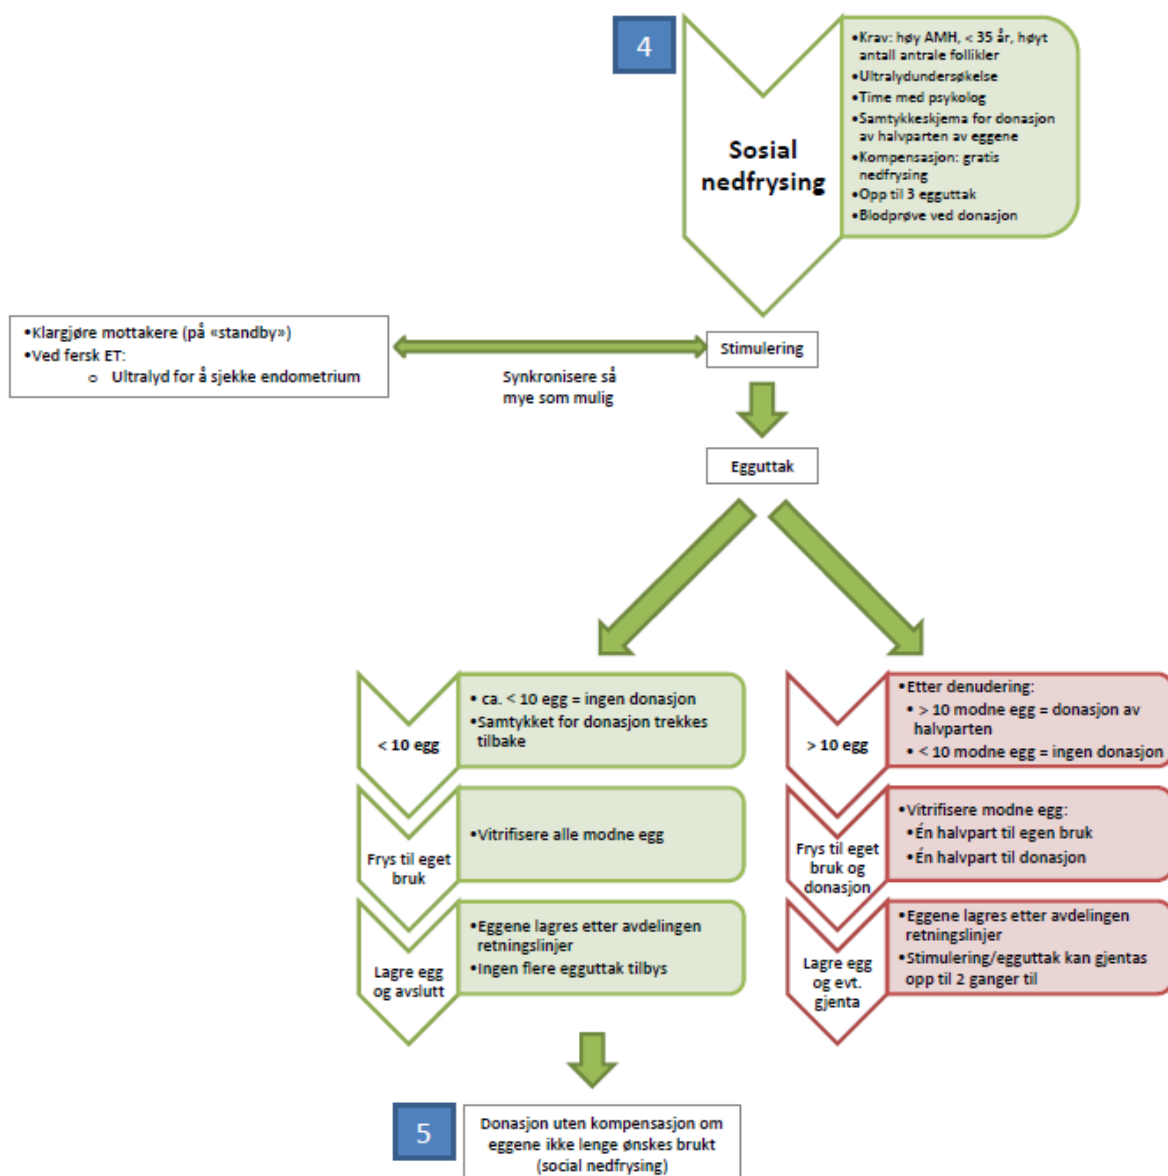 4
Sosial
nedfrysing
•Krav: høy AMH, < 35 år, høyt
antall antrale follikler
•Ultralydundersøkelse
•Time med psykolog
•Samtykkeskjema for donasjon
av halvparten av eggene
•Kompensasjon: gratis
nedfrysing
•Opp til 3 egguttak
•Blodprøve ved donasjon
•Klargjøre mottakere (på «standby»)
•Ved fersk ET:
o Ultralyd for å sjekke endometrium
Synkronisere så
mye som mulig
Stimulering
Egguttak
< 10 egg
• ca. < 10 egg = ingen donasjon
• Samtykket for donasjon trekkes
tilbake
Frys til eget
bruk
•Vitrifisere alle modne egg
Lagre egg
og avslutt
•Eggene lagres etter avdelingen
retningslinjer
•Ingen flere egguttak tilbys
> 10 egg
•Etter denudering:
• > 10 modne egg = donasjon av
halvparten
• < 10 modne egg = ingen donasjon
Frys til eget
bruk og
donasjon
•Vitrifisere modne egg:
•Én halvpart til egen bruk
•Én halvpart til donasjon
Lagre egg
og evt.
gjenta
•Eggene lagres etter avdelingen
retningslinjer
•Stimulering/egguttak kan gjentas
opp til 2 ganger til
5
Donasjon uten kompensasjon om
eggene ikke lenge ønskes brukt
(social nedfrysing)